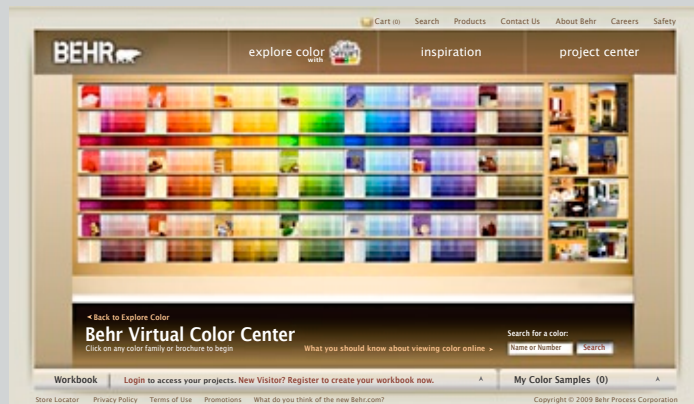 Cart (0) Search Products Contact Us About Behr Careers Safety
BEHR explore color with Color Smart inspiration project center
◄ Back to Explore Color
Behr Virtual Color Center
Click on any color family or brochure to begin
What you should know about viewing color online ►
Search for a color:
Name or Number Search
Workbook Login to access your projects. New Visitor? Register to create your workbook now. ^ My Color Samples (0) ^
Store Locator Privacy Policy Terms of Use Promotions What do you think of the new Behr.com? Copyright © 2009 Behr Process Corporation